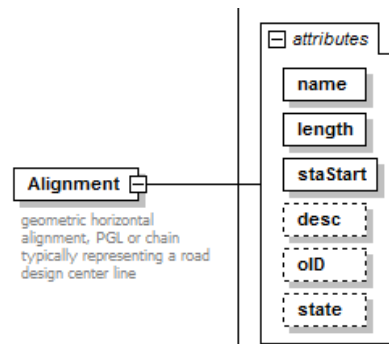 attributes
name
length
staStart
Alignment
desc
geometric horizontal
alignment, PGL or chain
typically representing a road
design center line
oID
state